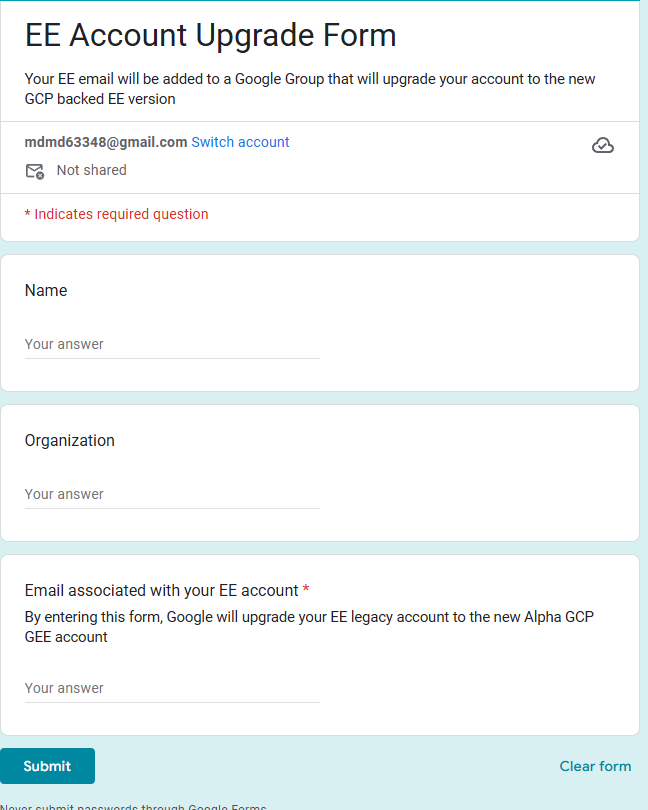 EE Account Upgrade Form
Your EE email will be added to a Google Group that will upgrade your account to the new
GCP backed EE version
mdmd63348@gmail.com Switch account
Not shared
* Indicates required question
Name
Your answer
Organization
Your answer
Email associated with your EE account *
By entering this form, Google will upgrade your EE legacy account to the new Alpha GCP
GEE account
Your answer
Submit
Clear form
Never submit passwords through Google Forms.